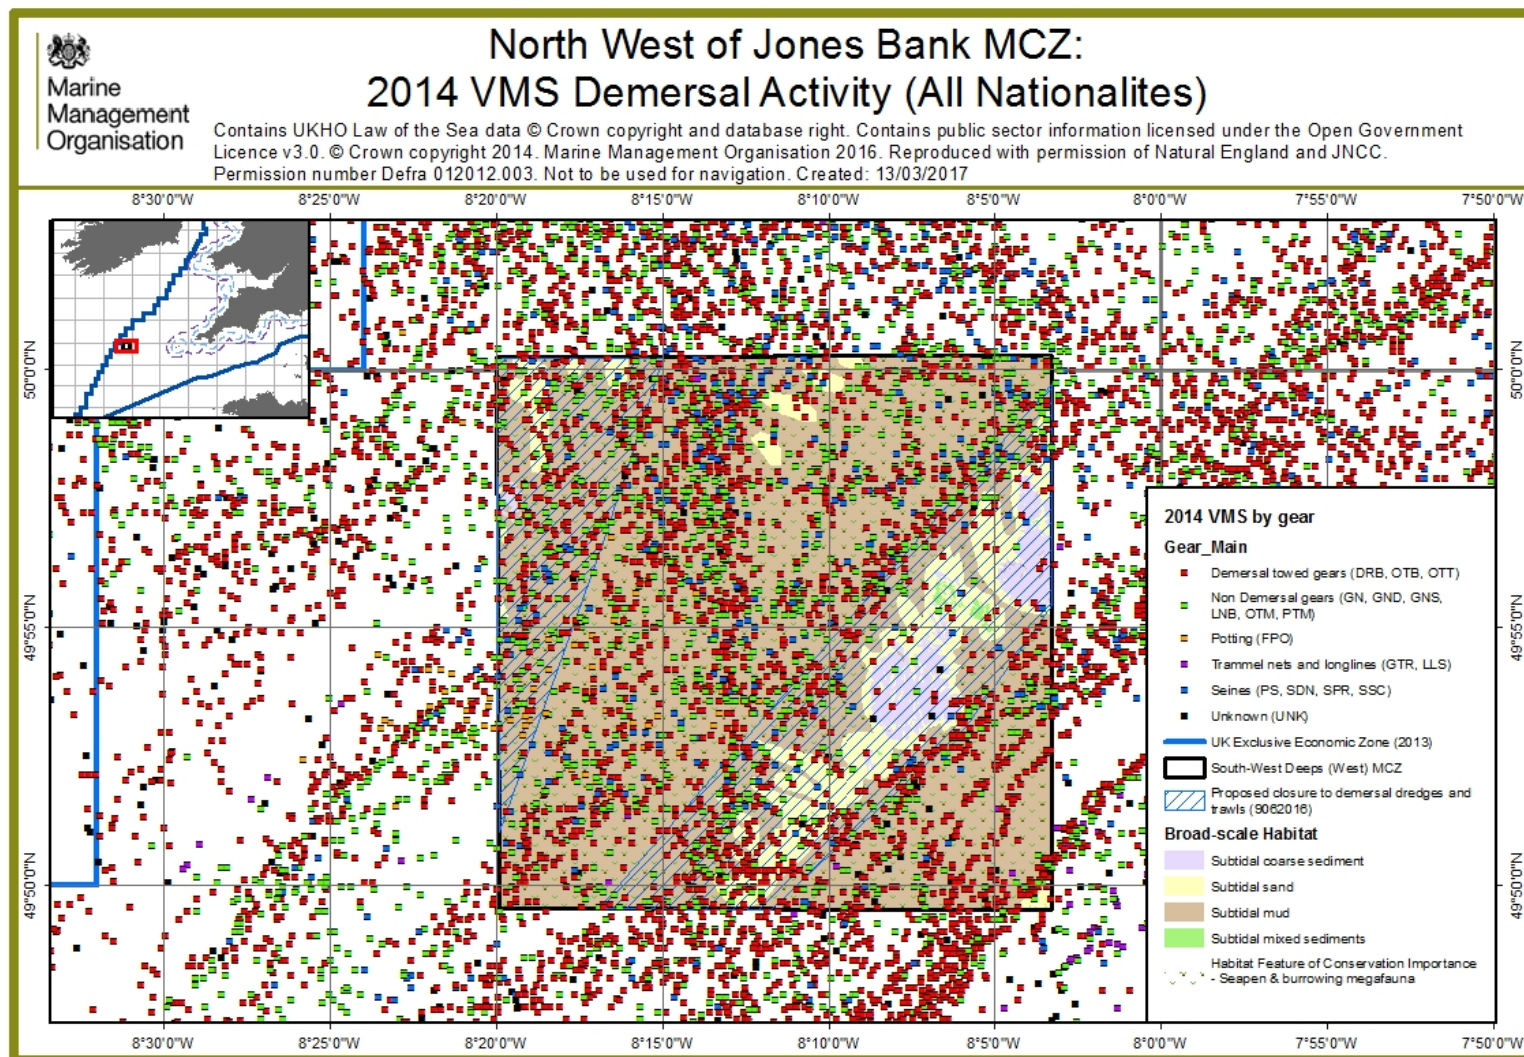 Marine
Management
Organisation
North West of Jones Bank MCZ:
2014 VMS Demersal Activity (All Nationalites)
Contains UKHO Law of the Sea data © Crown copyright and database right. Contains public sector information licensed under the Open Government
Licence v3.0. © Crown copyright 2014. Marine Management Organisation 2016. Reproduced with permission of Natural England and JNCC.
Permission number Defra 012012.003. Not to be used for navigation. Created: 13/03/2017
8°30'0"W 8°25'0"W 8°20'0"W 8°15'0"W 8°10'0"W 8°5'0"W 8°0'0"W 7°55'0"W 7°50'0"W
50°0'0"N 50°0'0"N
49°55'0"N 49°55'0"N
49°50'0"N 49°50'0"N
2014 VMS by gear
Gear_Main
Demersal towed gears (DRB, OTB, OTT)
Non Demersal gears (GN, GND, GNS,
LNB, OTM, PTM)
Potting (FPO)
Trammel nets and longlines (GTR, LLS)
Seines (PS, SDN, SPR, SSC)
Unknown (UNK)
UK Exclusive Economic Zone (2013)
South-West Deeps (West) MCZ
Proposed closure to demersal dredges and
trawls (9062016)
Broad-scale Habitat
Subtidal coarse sediment
Subtidal sand
Subtidal mud
Subtidal mixed sediments
Habitat Feature of Conservation Importance
- Seapen & burrowing megafauna
8°30'0"W 8°25'0"W 8°20'0"W 8°15'0"W 8°10'0"W 8°5'0"W 8°0'0"W 7°55'0"W 7°50'0"W